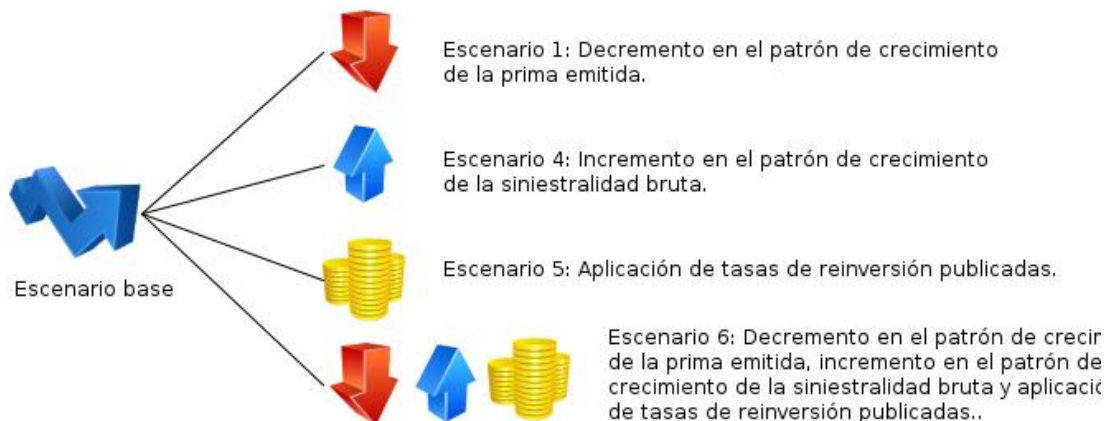 Escenario 1: Decremento en el patrón de crecimiento
de la prima emitida.
Escenario 4: Incremento en el patrón de crecimiento
de la siniestralidad bruta.
Escenario base
Escenario 5: Aplicación de tasas de reinversión publicadas.
Escenario 6: Decremento en el patrón de
de la prima emitida, incremento en el patrón de
crecimiento de la siniestralidad bruta y
de tasas de reinversión publicadas..